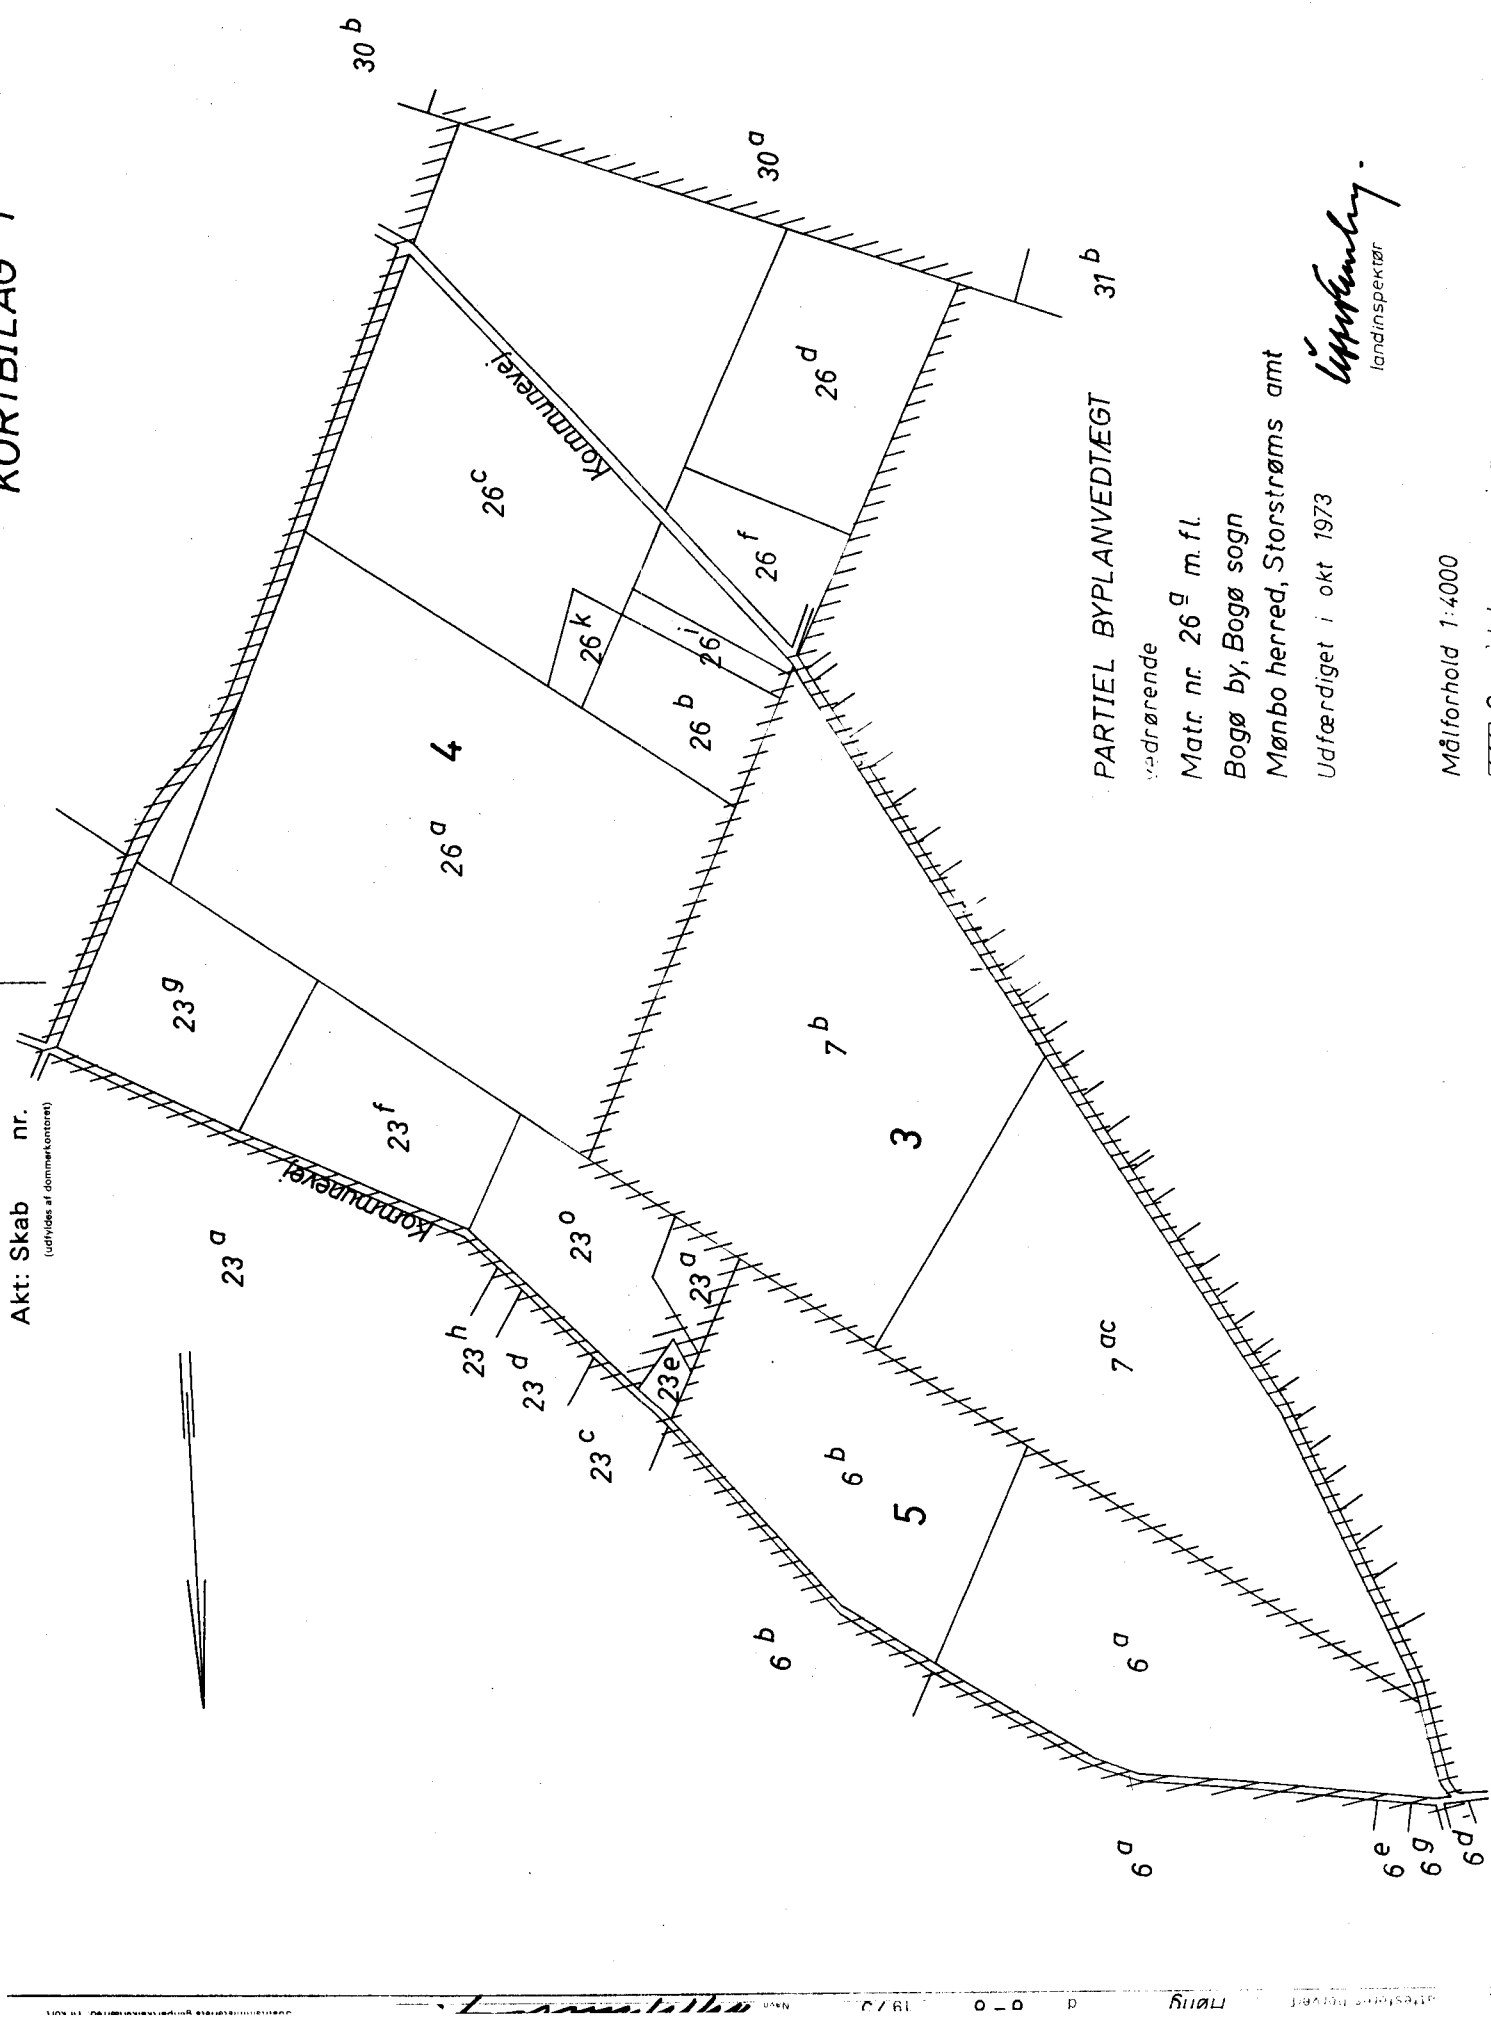 KORTBILAG 1
Akt: Skab nr.
(udfyldes af dommerkontoret)
30 b
30 a
31 b
26 d
26 f
26 c
Kommunevej
26 k
26 i
26 b
4
26 a
23 g
23 f
Kommunevej
23 a
23 o
23 a
23 e
23 h
23 d
23 c
7 b
3
7 ac
6 b
5
6 b
6 a
6 a
6 e
6 g
6 d
PARTIEL BYPLANVEDTÆGT
vedrørende
Matr. nr. 26 a m. fl.
Bogø by, Bogø sogn
Mønbo herred, Storstrøms amt
Udfærdiget i okt 1973
landinspektør
Målforhold 1:4000